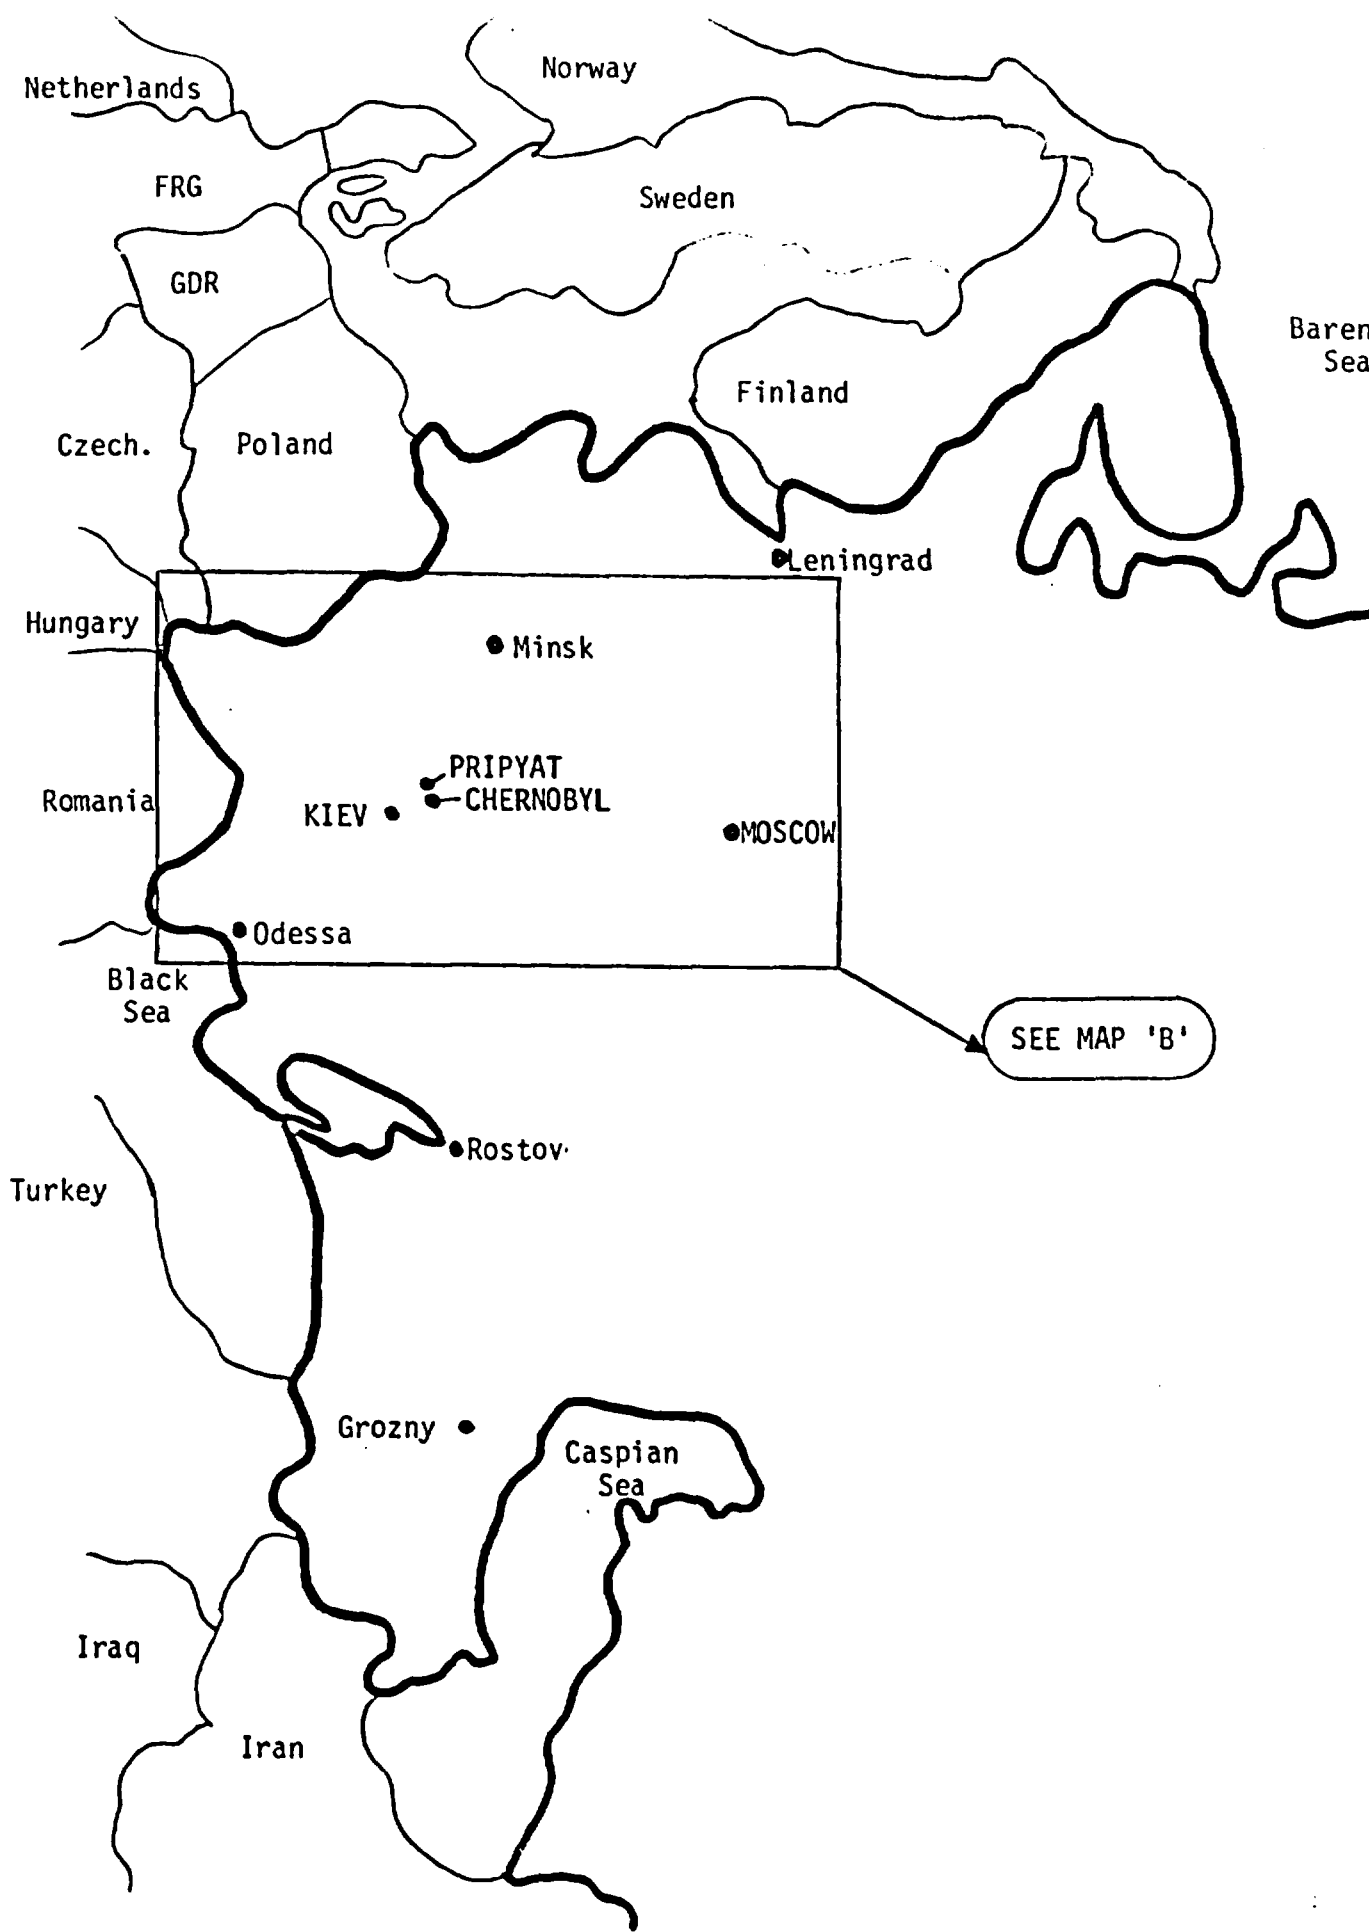 Norway
Netherlands
FRG
Sweden
GDR
Baren
Sea
Finland
Czech.
Poland
Leningrad
Hungary
Minsk
PRIPYAT
CHERNOBYL
Romania
KIEV
MOSCOW
Odessa
Black
Sea
SEE MAP 'B'
Rostov
Turkey
Grozny
Caspian
Sea
Iraq
Iran